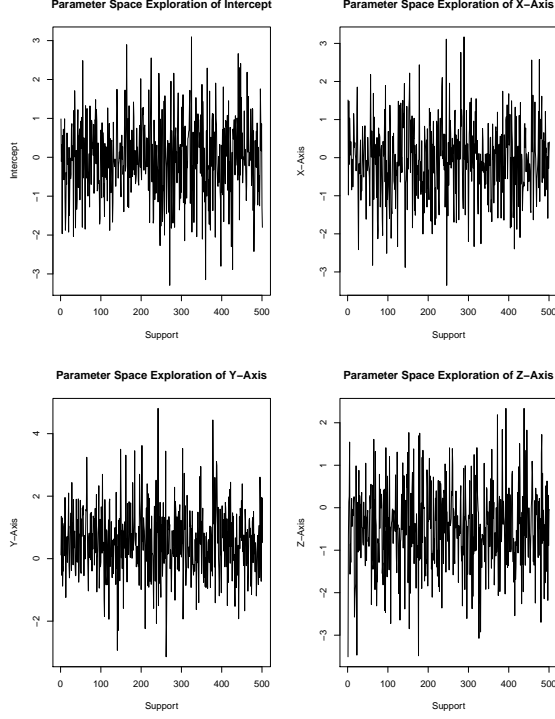 Parameter Space Exploration of Intercept
3
2
1
0
−1
−2
−3
Intercept
0 100 200 300 400 500
Support
Parameter Space Exploration of X−Axis
3
2
1
0
−1
−2
−3
X−Axis
0 100 200 300 400 500
Support
Parameter Space Exploration of Y−Axis
4
2
0
−2
Y−Axis
0 100 200 300 400 500
Support
Parameter Space Exploration of Z−Axis
2
1
0
−1
−2
−3
Z−Axis
0 100 200 300 400 500
Support